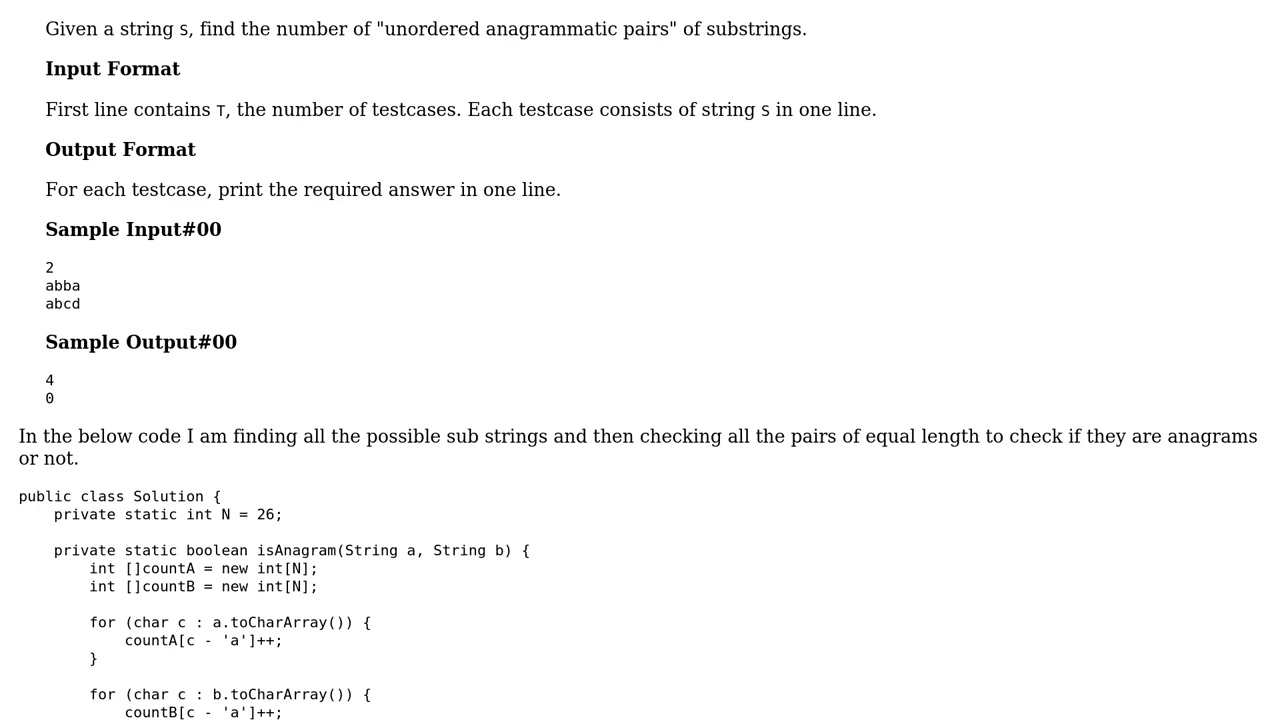 Given a string S, find the number of "unordered anagrammatic pairs" of substrings.
Input Format
First line contains T, the number of testcases. Each testcase consists of string S in one line.
Output Format
For each testcase, print the required answer in one line.
Sample Input#00
2
abba
abcd
Sample Output#00
4
0
In the below code I am finding all the possible sub strings and then checking all the pairs of equal length to check if they are anagrams
or not.
public class Solution {
    private static int N = 26;
    private static boolean isAnagram(String a, String b) {
        int []countA = new int[N];
        int []countB = new int[N];
        for (char c : a.toCharArray()) {
            countA[c - 'a']++;
        }
        for (char c : b.toCharArray()) {
            countB[c - 'a']++;